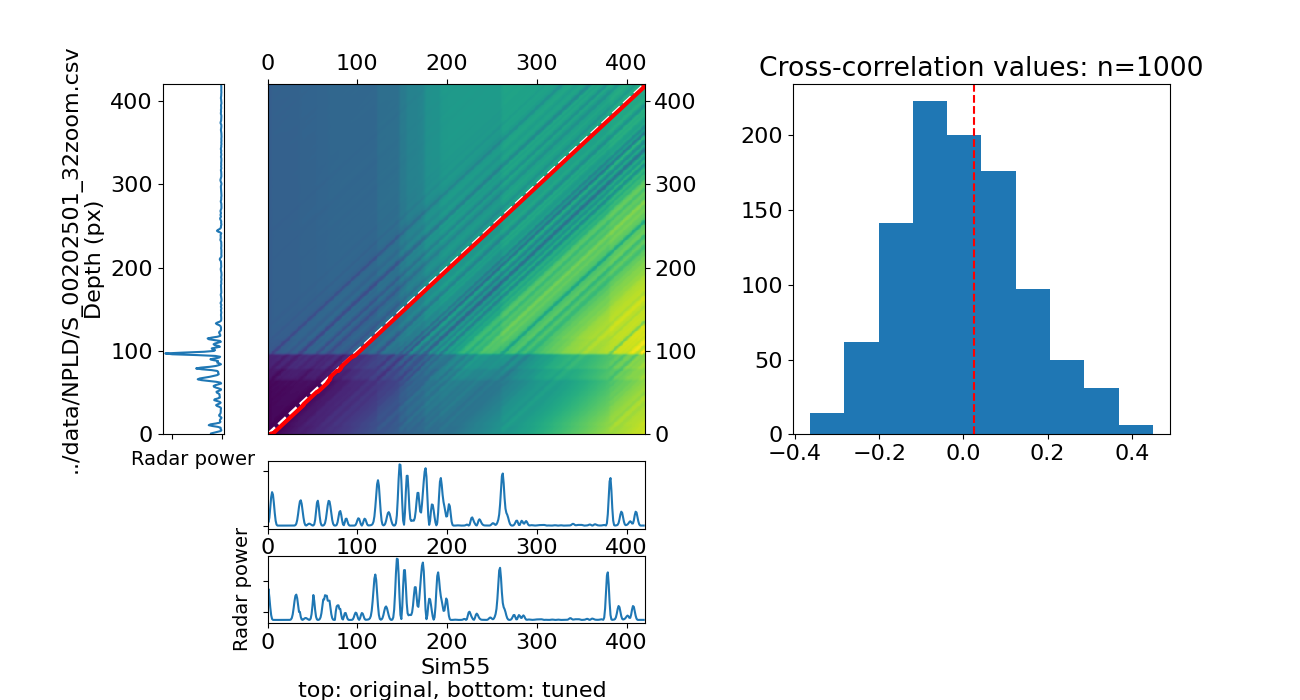 ../data/NPLD/S_00202501_32zoom.csv
Depth (px)
0 100 200 300 400
400
300
200
100
0
Radar power
400
300
200
100
0
0 100 200 300 400
Radar power
0 100 200 300 400
Sim55
top: original, bottom: tuned
Cross-correlation values: n=1000
200
150
100
50
0
−0.4 −0.2 0.0 0.2 0.4